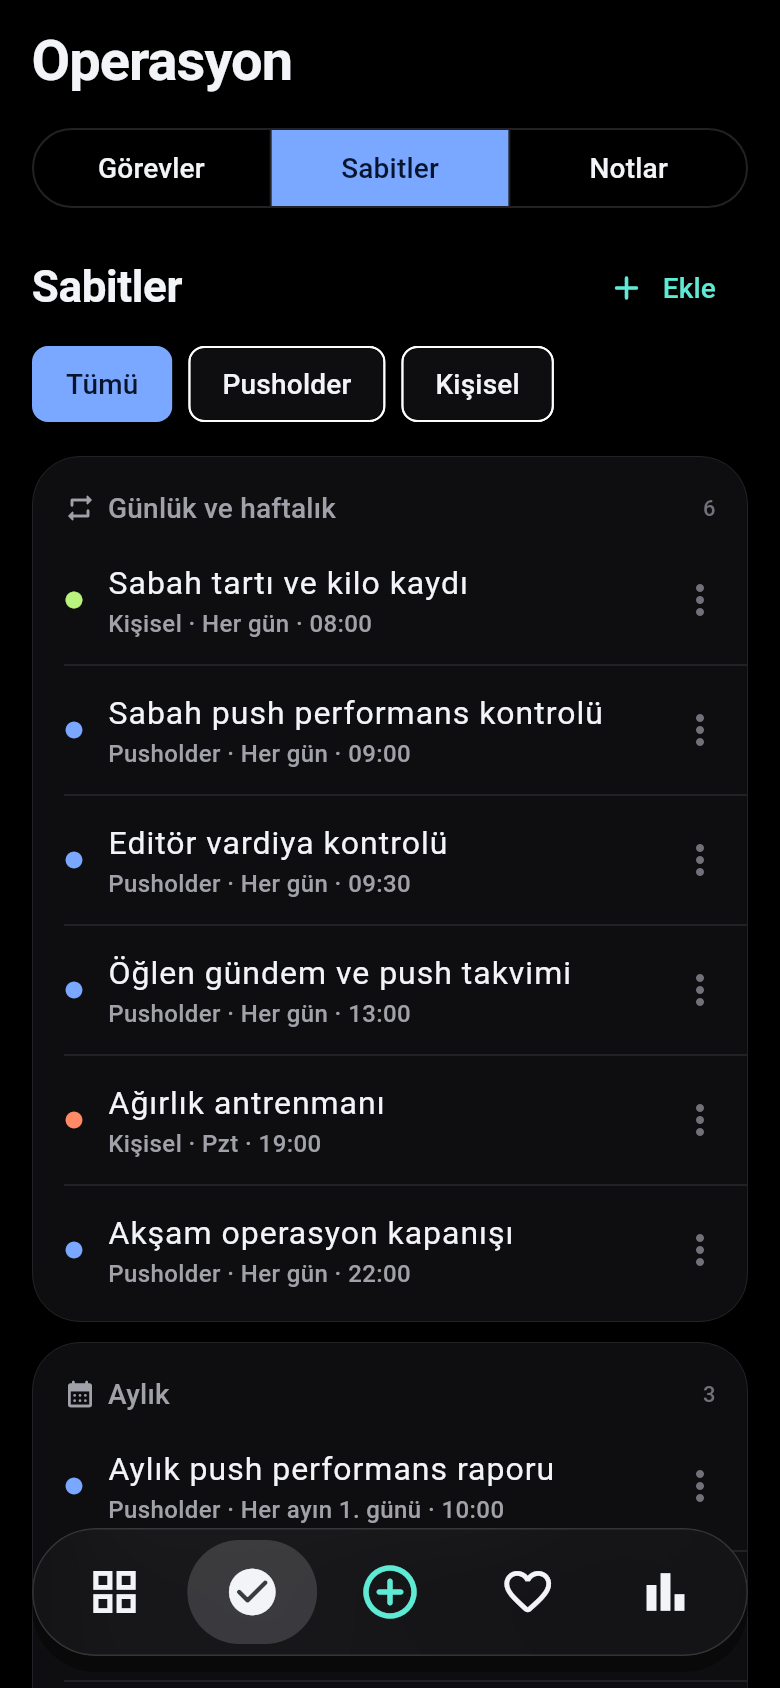 Operasyon
Görevler
Sabitler
Notlar
Sabitler
Ekle
Tümü
Pusholder
Kişisel
Günlük ve haftalık
6
Sabah tartı ve kilo kaydı
Kişisel · Her gün · 08:00
Sabah push performans kontrolü
Pusholder · Her gün · 09:00
Editör vardiya kontrolü
Pusholder · Her gün · 09:30
Öğlen gündem ve push takvimi
Pusholder · Her gün · 13:00
Ağırlık antrenmanı
Kişisel · Pzt · 19:00
Akşam operasyon kapanışı
Pusholder · Her gün · 22:00
Aylık
3
Aylık push performans raporu
Pusholder · Her ayın 1. günü · 10:00